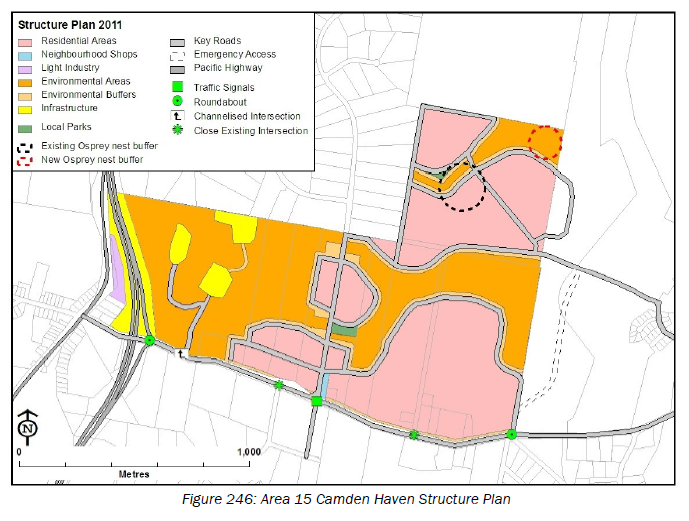 Structure Plan 2011
Residential Areas
Neighbourhood Shops
Light Industry
Environmental Areas
Environmental Buffers
Infrastructure
Local Parks
Existing Osprey nest buffer
New Osprey nest buffer
Key Roads
Emergency Access
Pacific Highway
Traffic Signals
Roundabout
Channelised Intersection
Close Existing Intersection
N
0 1,000
Metres
Figure 246: Area 15 Camden Haven Structure Plan